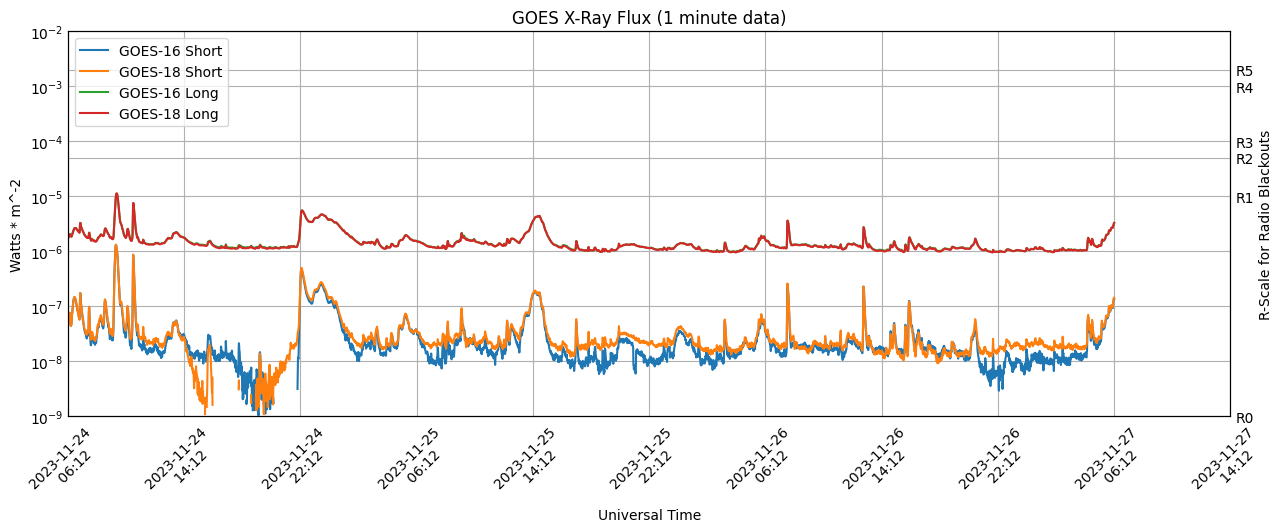 GOES X-Ray Flux (1 minute data)
GOES-16 Short
GOES-18 Short
GOES-16 Long
GOES-18 Long
10^-2
10^-3
10^-4
10^-5
10^-6
10^-7
10^-8
10^-9
Watts * m^-2
R5
R4
R3
R2
R1
R0
R-Scale for Radio Blackouts
2023-11-24
06:12
2023-11-24
14:12
2023-11-24
22:12
2023-11-25
06:12
2023-11-25
14:12
2023-11-25
22:12
2023-11-26
06:12
2023-11-26
14:12
2023-11-26
22:12
2023-11-27
06:12
2023-11-27
14:12
Universal Time